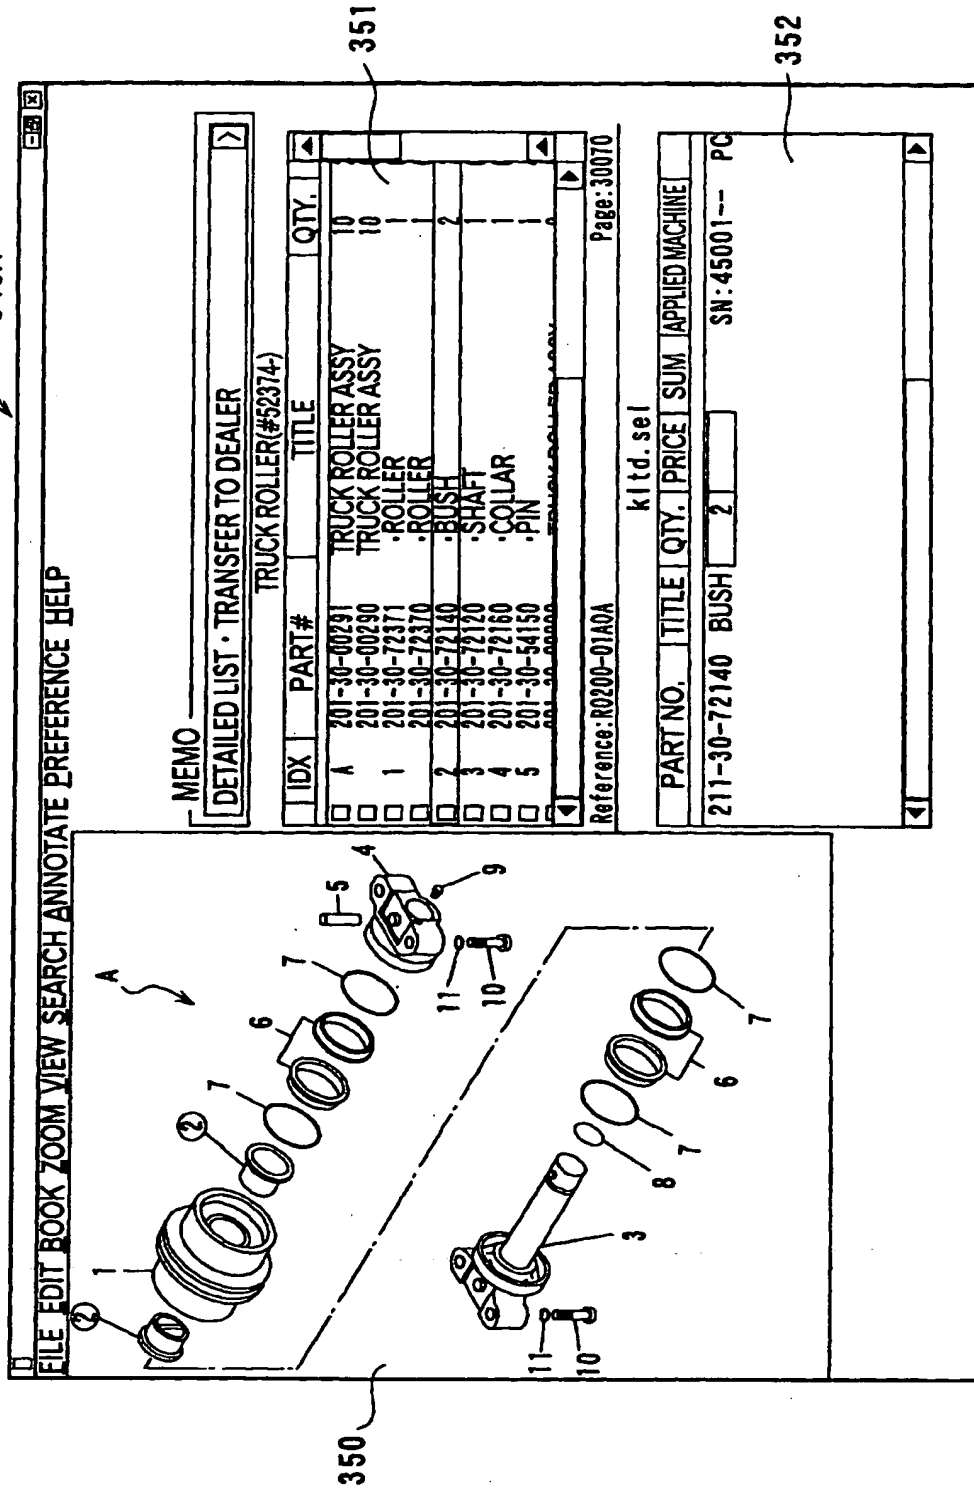 FILE EDIT BOOK ZOOM VIEW SEARCH ANNOTATE PREFERENCE HELP
350
A
1
2
2
7
6
7
5
4
9
11
10
3
8
7
6
7
11
10
MEMO
DETAILED LIST · TRANSFER TO DEALER
TRUCK ROLLER(#52374-)
IDX PART# TITLE QTY.
A 201-30-00291 TRUCK ROLLER ASSY 10
201-30-00290 TRUCK ROLLER ASSY 10
1 201-30-72371 ·ROLLER 1
201-30-72370 ·ROLLER 1
2 201-30-72140 ·BUSH 2
3 201-30-72120 ·SHAFT 1
4 201-30-72160 ·COLLAR 1
5 201-30-54150 ·PIN 1
351
Reference:R0200-01A0A Page:30070
kltd.sel
PART NO. TITLE QTY. PRICE SUM APPLIED MACHINE
211-30-72140 BUSH 2 SN:45001-- PC
352